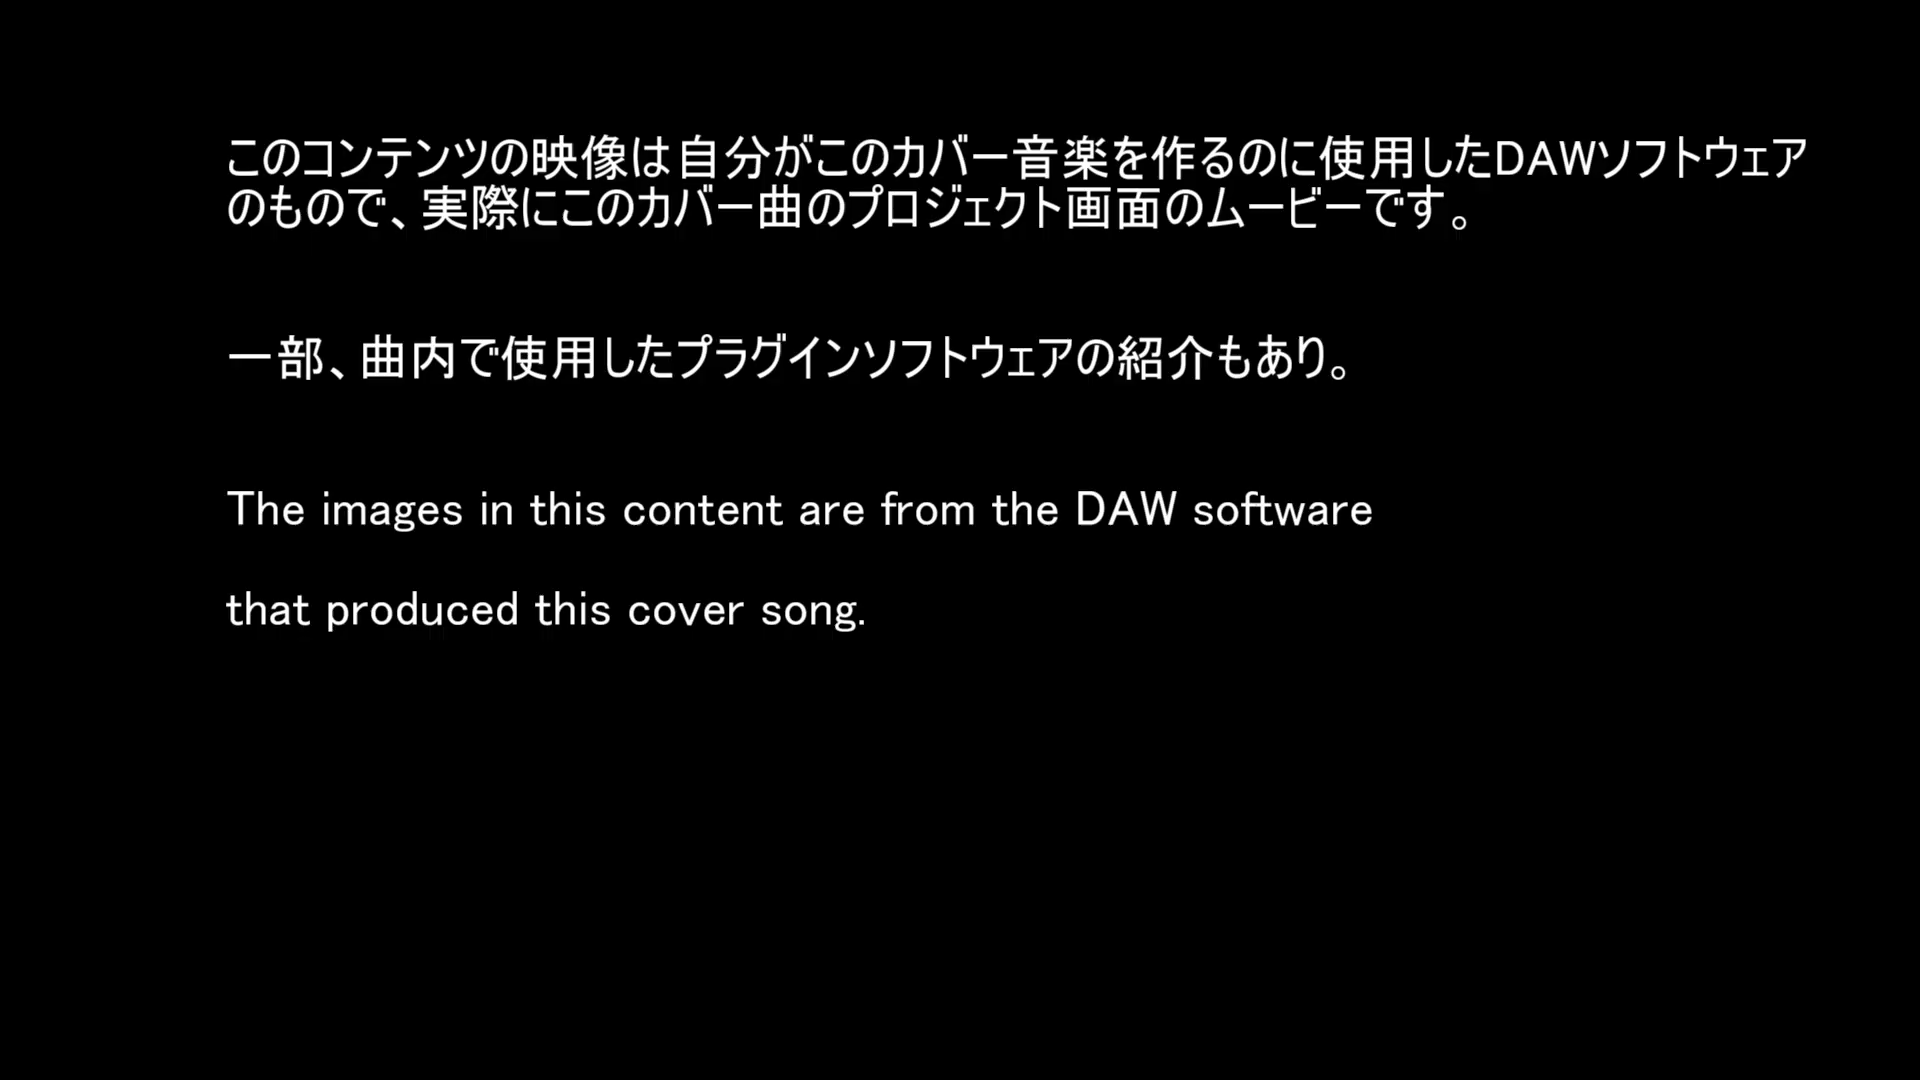 このコンテンツの映像は自分がこのカバー音楽を作るのに使用したDAWソフトウェア
のもので、実際にこのカバー曲のプロジェクト画面のムービーです。
一部、曲内で使用したプラグインソフトウェアの紹介もあり。
The images in this content are from the DAW software
that produced this cover song.